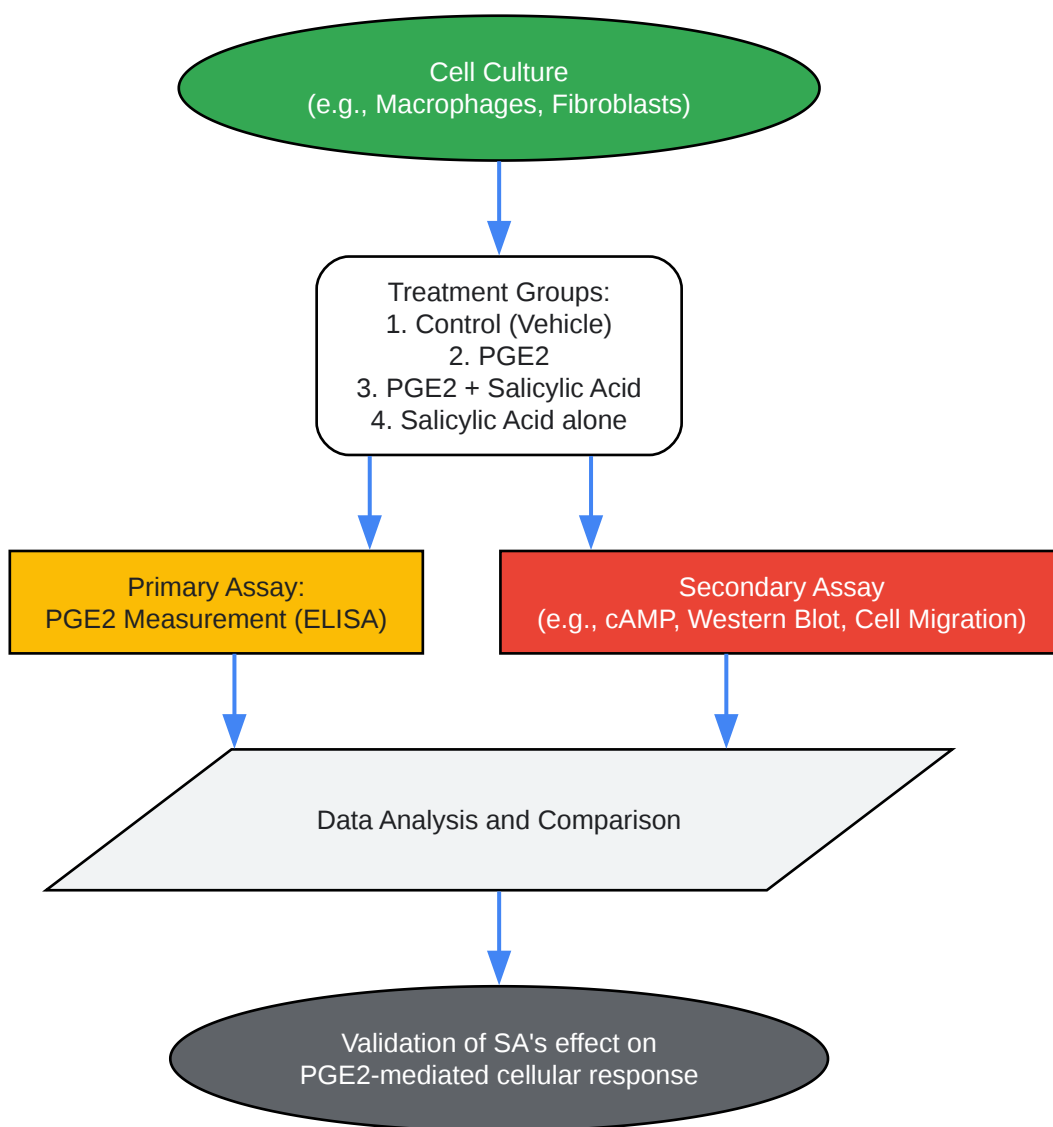 Cell Culture
(e.g., Macrophages, Fibroblasts)
Treatment Groups:
1. Control (Vehicle)
2. PGE2
3. PGE2 + Salicylic Acid
4. Salicylic Acid alone
Primary Assay:
PGE2 Measurement (ELISA)
Secondary Assay
(e.g., cAMP, Western Blot, Cell Migration)
Data Analysis and Comparison
Validation of SA's effect on
PGE2-mediated cellular response